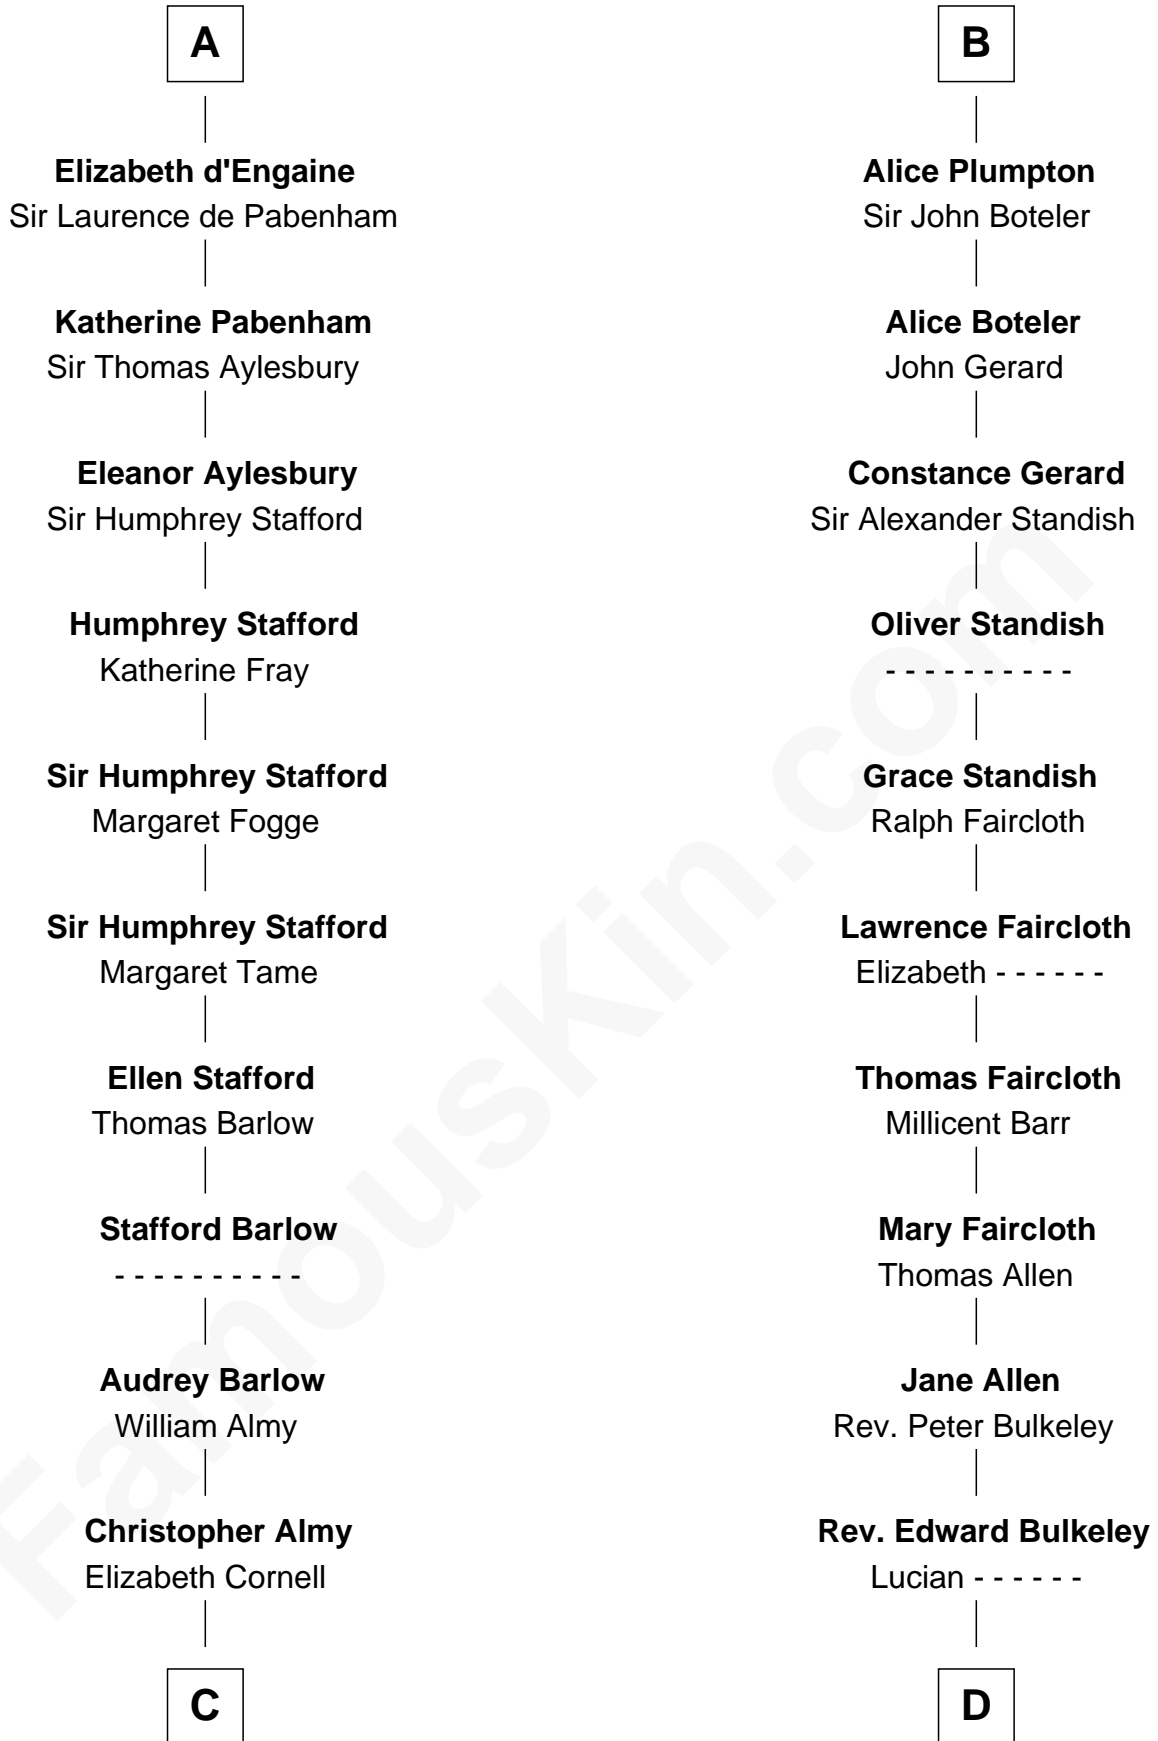 A
Elizabeth d'Engaine
Sir Laurence de Pabenham
Katherine Pabenham
Sir Thomas Aylesbury
Eleanor Aylesbury
Sir Humphrey Stafford
Humphrey Stafford
Katherine Fray
Sir Humphrey Stafford
Margaret Fogge
Sir Humphrey Stafford
Margaret Tame
Ellen Stafford
Thomas Barlow
Stafford Barlow
- - - - - - - - - -
Audrey Barlow
William Almy
Christopher Almy
Elizabeth Cornell
C
B
Alice Plumpton
Sir John Boteler
Alice Boteler
John Gerard
Constance Gerard
Sir Alexander Standish
Oliver Standish
- - - - - - - - - -
Grace Standish
Ralph Faircloth
Lawrence Faircloth
Elizabeth - - - - - -
Thomas Faircloth
Millicent Barr
Mary Faircloth
Thomas Allen
Jane Allen
Rev. Peter Bulkeley
Rev. Edward Bulkeley
Lucian - - - - - -
D
FamousKin.com